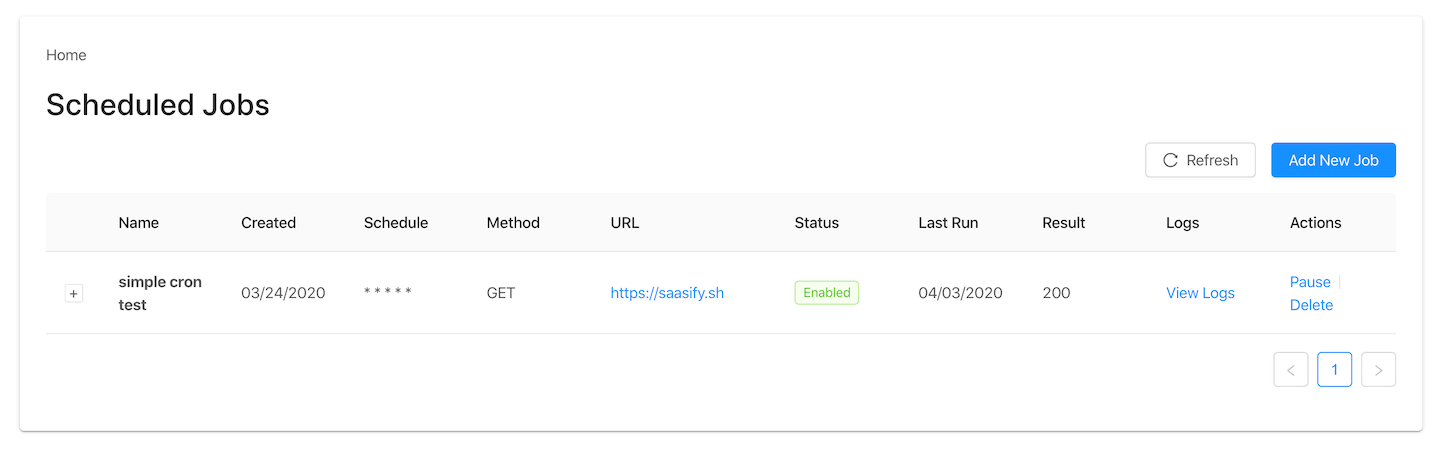 Home
Scheduled Jobs
Refresh
Add New Job
Name Created Schedule Method URL Status Last Run Result Logs Actions
simple cron test 03/24/2020 * * * * * GET https://saasify.sh Enabled 04/03/2020 200 View Logs Pause Delete
1